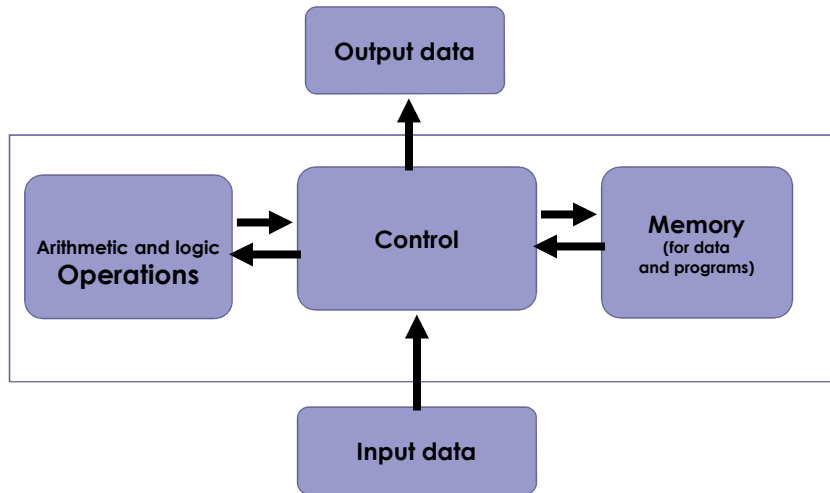 Output data
Arithmetic and logic
Operations
Control
Memory
(for data
and programs)
Input data